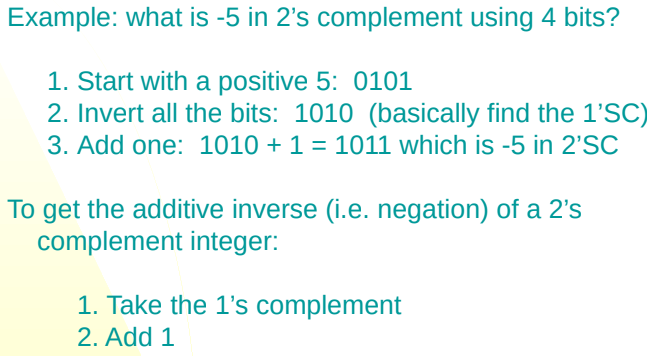 Example: what is -5 in 2’s complement using 4 bits?
1. Start with a positive 5:  0101
2. Invert all the bits:  1010  (basically find the 1’SC)
3. Add one:  1010 + 1 = 1011 which is -5 in 2’SC
To get the additive inverse (i.e. negation) of a 2’s
complement integer:
1. Take the 1’s complement
2. Add 1